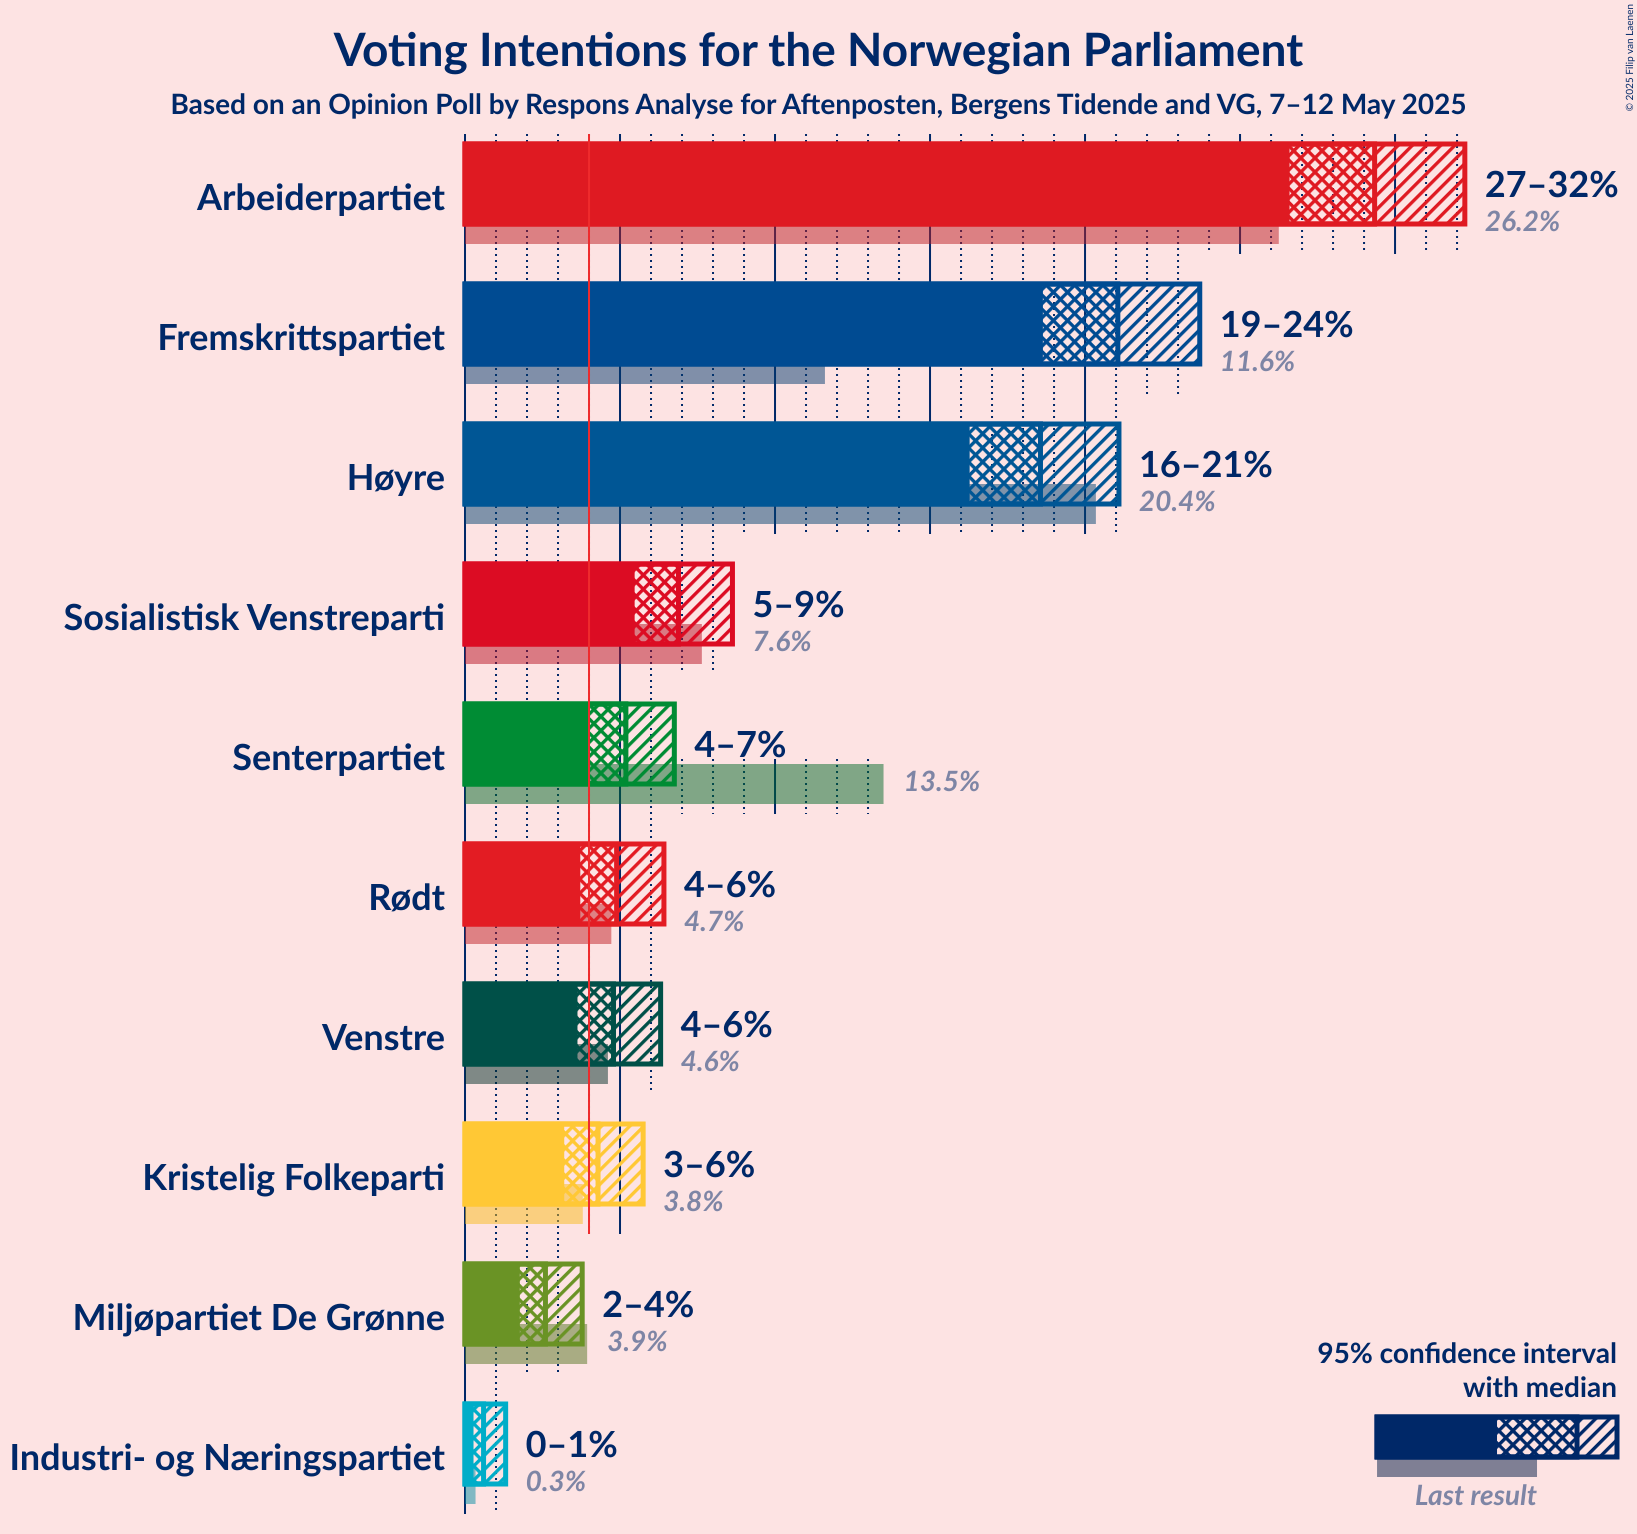 Voting Intentions for the Norwegian Parliament
Based on an Opinion Poll by Respons Analyse for Aftenposten, Bergens Tidende and VG, 7–12 May 2025
© 2025 Filip van Laenen
Arbeiderpartiet
27–32%
26.2%
Fremskrittspartiet
19–24%
11.6%
Høyre
16–21%
20.4%
Sosialistisk Venstreparti
5–9%
7.6%
Senterpartiet
4–7%
13.5%
Rødt
4–6%
4.7%
Venstre
4–6%
4.6%
Kristelig Folkeparti
3–6%
3.8%
Miljøpartiet De Grønne
2–4%
3.9%
Industri- og Næringspartiet
0–1%
0.3%
95% confidence interval
with median
Last result